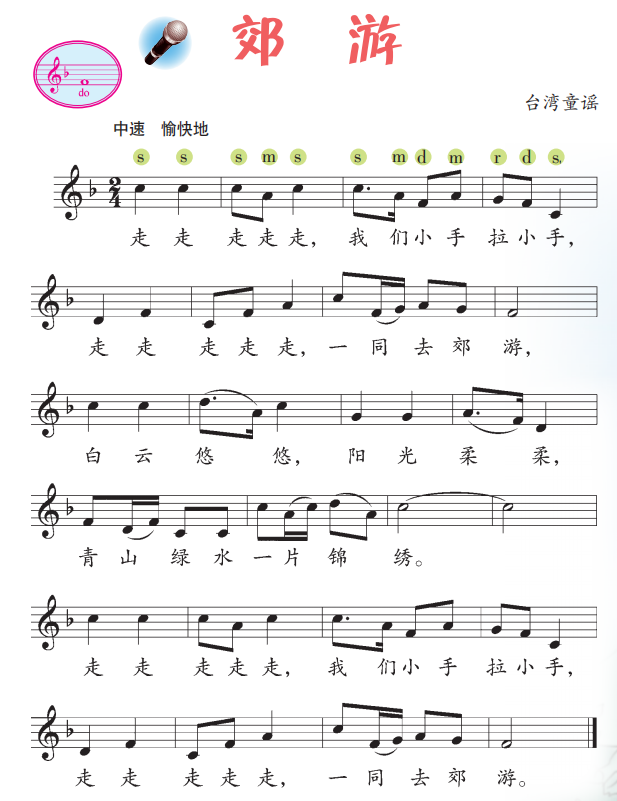 郊 游
do
台湾童谣
中速 愉快地
s s s m s s m d m r d s,
2
4
走 走 走 走 走， 我 们 小 手 拉 小 手，
走 走 走 走 走， 一 同 去 郊 游，
白 云 悠 悠， 阳 光 柔 柔，
青 山 绿 水 一 片 锦 绣。
走 走 走 走 走， 我 们 小 手 拉 小 手，
走 走 走 走 走， 一 同 去 郊 游。